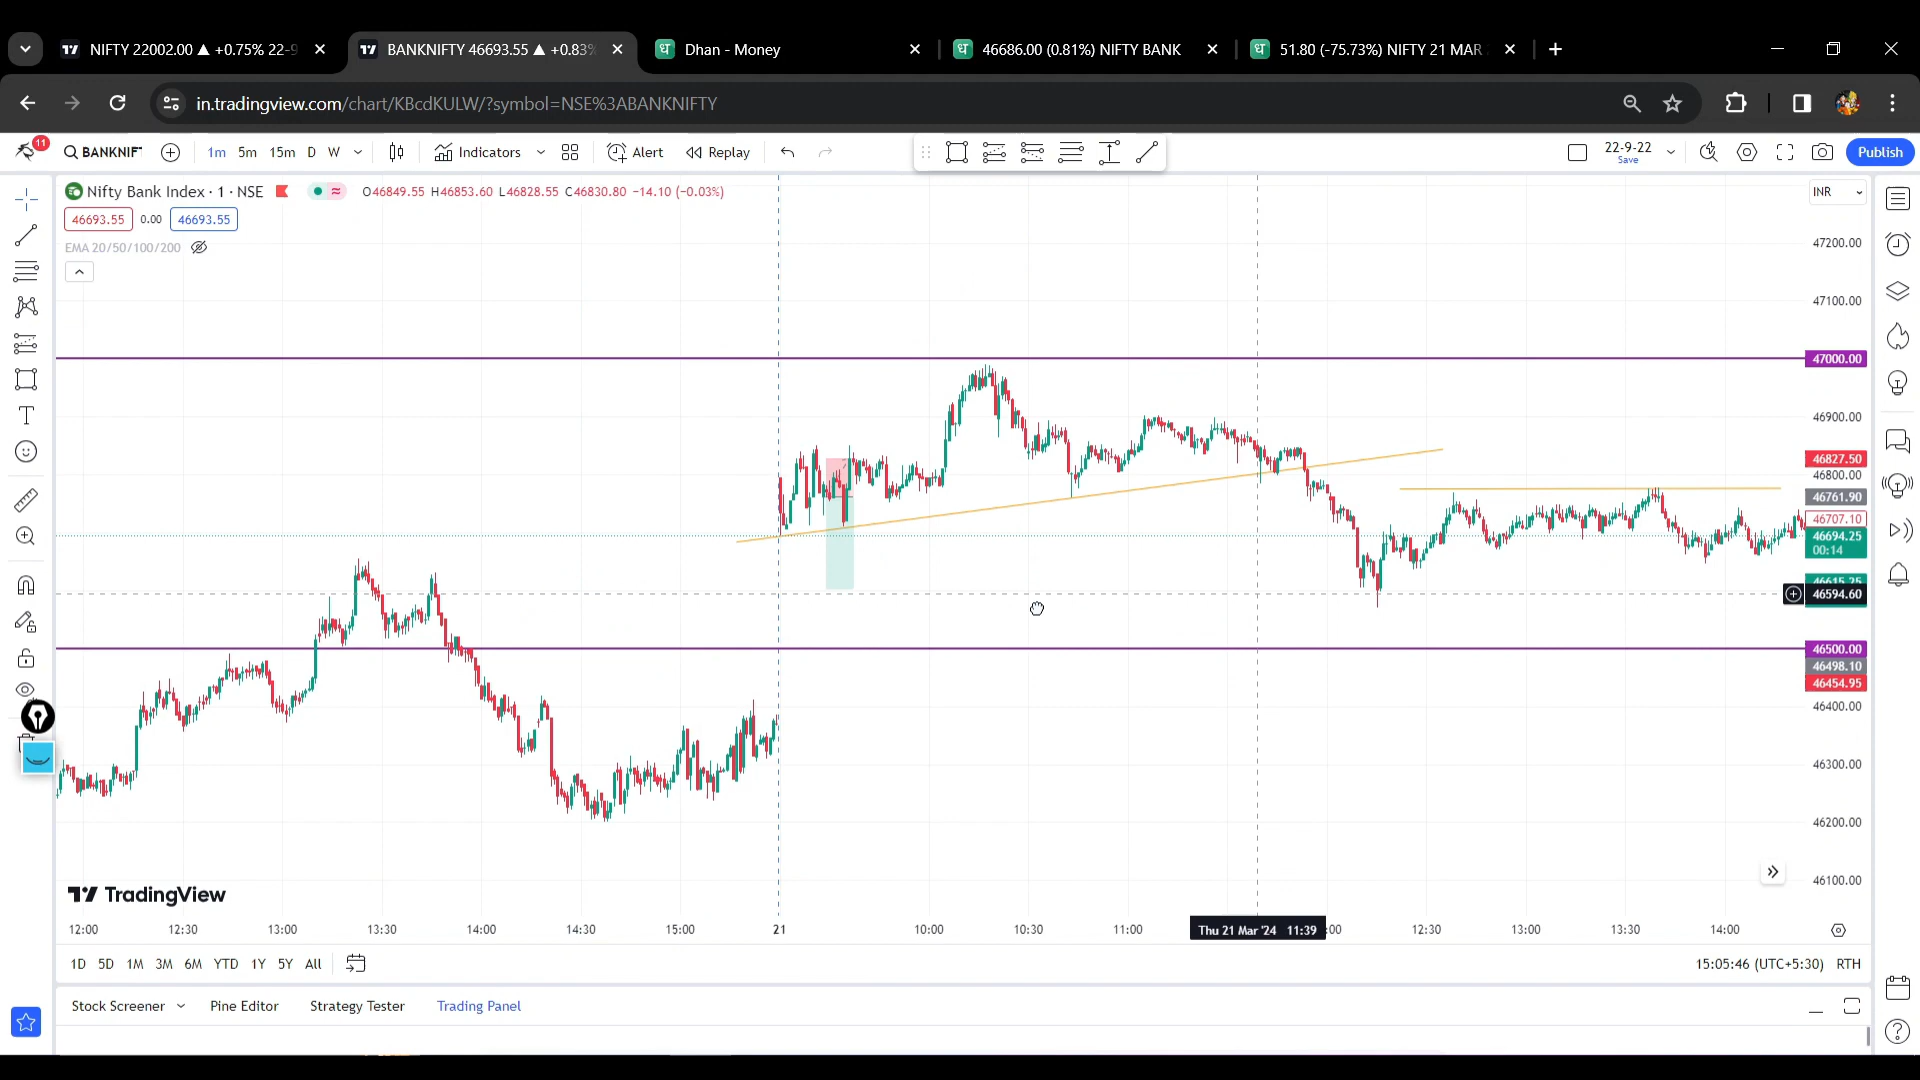 NIFTY 22002.00 ▲ +0.75% 22-9
BANKNIFTY 46693.55 ▲ +0.83%
Dhan - Money
46686.00 (0.81%) NIFTY BANK
51.80 (-75.73%) NIFTY 21 MAR
in.tradingview.com/chart/KBcdKULW/?symbol=NSE%3ABANKNIFTY
11
BANKNIF
1m 5m 15m D W
Indicators
Alert
Replay
22-9-22
Save
Publish
Nifty Bank Index · 1 · NSE
O46849.55 H46853.60 L46828.55 C46830.80 −14.10 (−0.03%)
INR
46693.55 0.00 46693.55
EMA 20/50/100/200
47200.00
47100.00
47000.00
46900.00
46827.50
46800.00
46761.90
46707.10
46694.25
00:14
46615.25
46594.60
46500.00
46498.10
46454.95
46400.00
46300.00
46200.00
46100.00
TradingView
12:00 12:30 13:00 13:30 14:00 14:30 15:00 21 10:00 10:30 11:00 Thu 21 Mar '24 11:39 :00 12:30 13:00 13:30 14:00
1D 5D 1M 3M 6M YTD 1Y 5Y All
15:05:46 (UTC+5:30) RTH
Stock Screener Pine Editor Strategy Tester Trading Panel